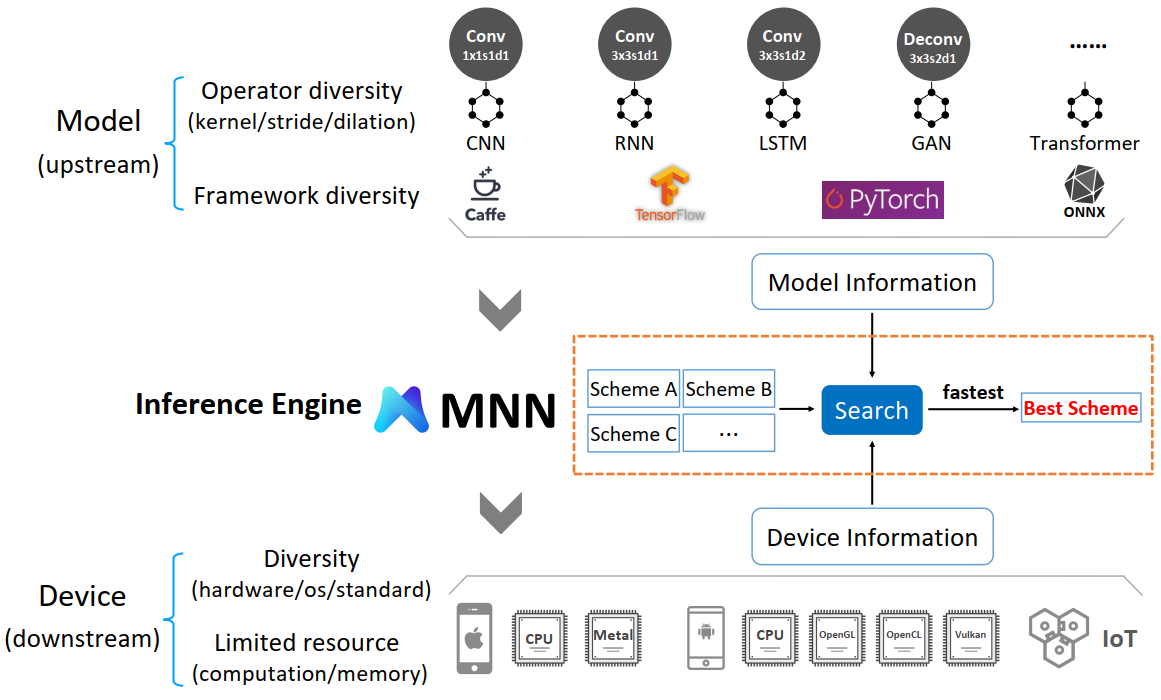 Conv
1x1s1d1
Conv
3x3s1d1
Conv
3x3s1d2
Deconv
3x3s2d1
......
Model
(upstream)
Operator diversity
(kernel/stride/dilation)
CNN
RNN
LSTM
GAN
Transformer
Framework diversity
Caffe
TensorFlow
PyTorch
ONNX
Model Information
Inference Engine
MNN
Scheme A
Scheme B
Scheme C
...
Search
fastest
Best Scheme
Device Information
Device
(downstream)
Diversity
(hardware/os/standard)
Limited resource
(computation/memory)
CPU
Metal
CPU
OpenGL
OpenCL
Vulkan
IoT